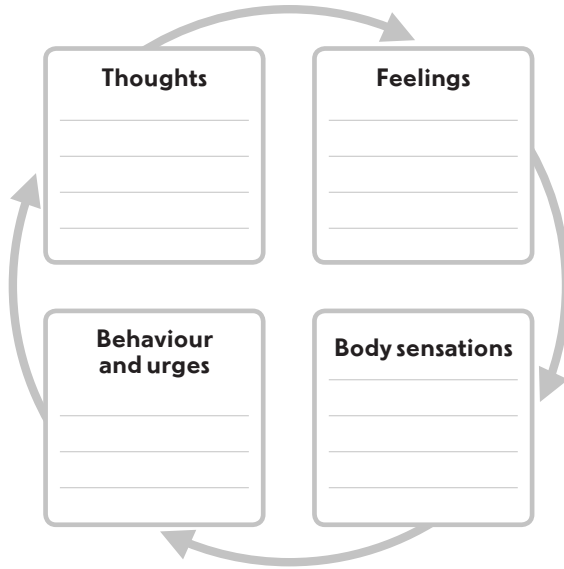 Thoughts
Feelings
Behaviour
and urges
Body sensations